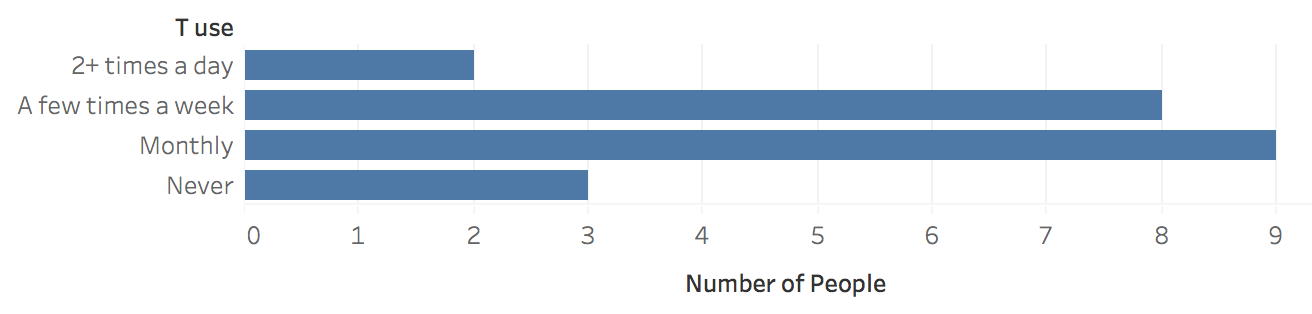 T use
2+ times a day
A few times a week
Monthly
Never
0 1 2 3 4 5 6 7 8 9
Number of People